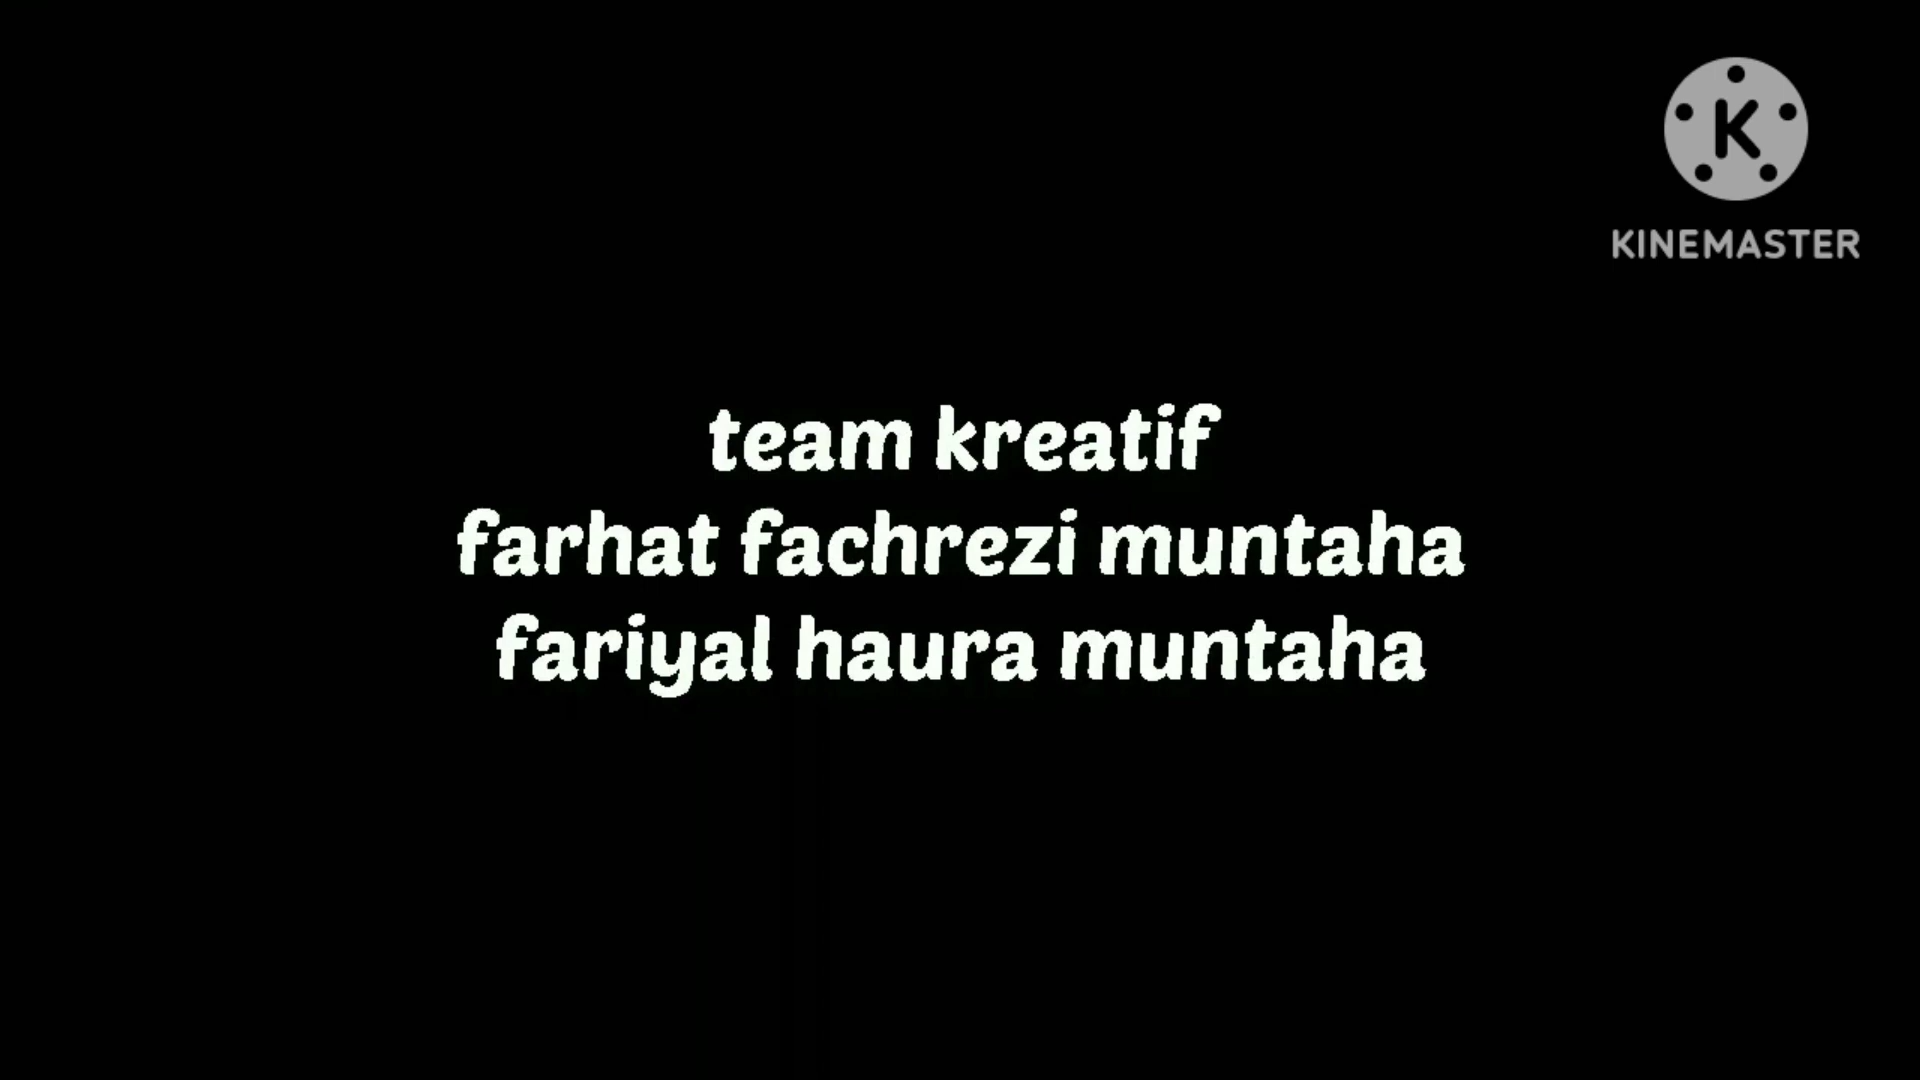 K
KINEMASTER
team kreatif
farhat fachrezi muntaha
fariyal haura muntaha